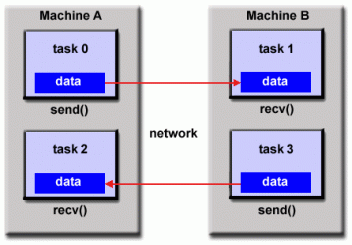 Machine A
Machine B
task 0
data
send()
task 1
data
recv()
network
task 2
data
recv()
task 3
data
send()